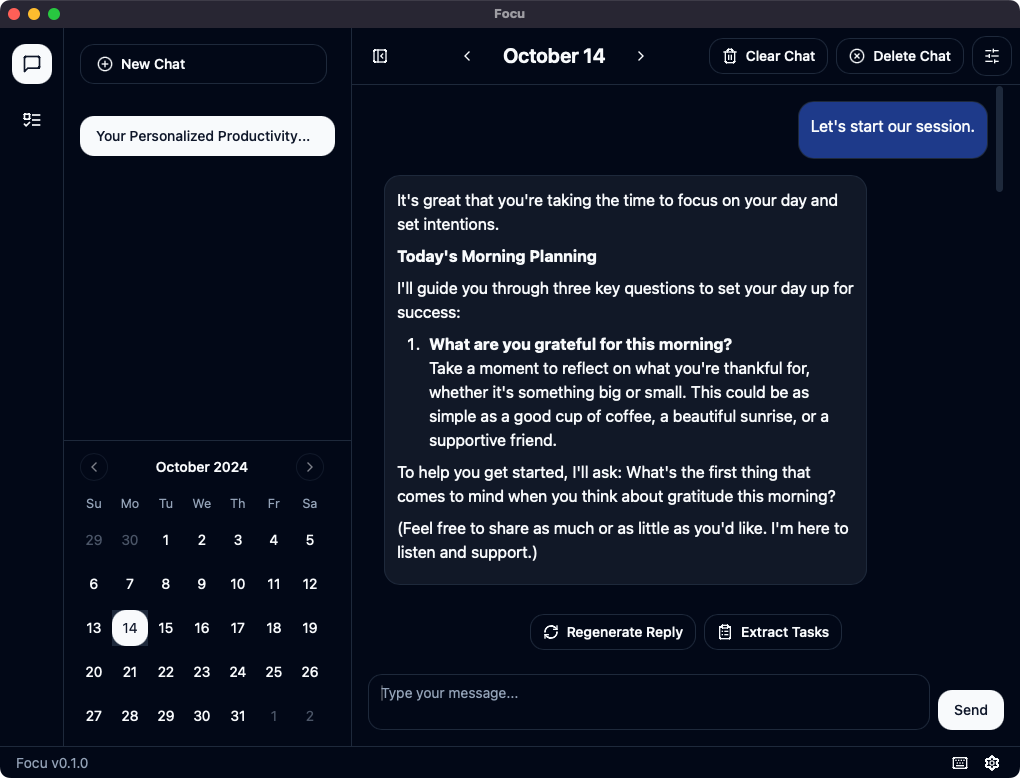 Focu
New Chat
Your Personalized Productivity...
October 2024
Su Mo Tu We Th Fr Sa
29 30 1 2 3 4 5
6 7 8 9 10 11 12
13 14 15 16 17 18 19
20 21 22 23 24 25 26
27 28 29 30 31 1 2
October 14
Clear Chat
Delete Chat
Let's start our session.
It's great that you're taking the time to focus on your day and
set intentions.
Today's Morning Planning
I'll guide you through three key questions to set your day up for
success:
1. What are you grateful for this morning?
Take a moment to reflect on what you're thankful for,
whether it's something big or small. This could be as
simple as a good cup of coffee, a beautiful sunrise, or a
supportive friend.
To help you get started, I'll ask: What's the first thing that
comes to mind when you think about gratitude this morning?
(Feel free to share as much or as little as you'd like. I'm here to
listen and support.)
Regenerate Reply
Extract Tasks
Type your message...
Send
Focu v0.1.0